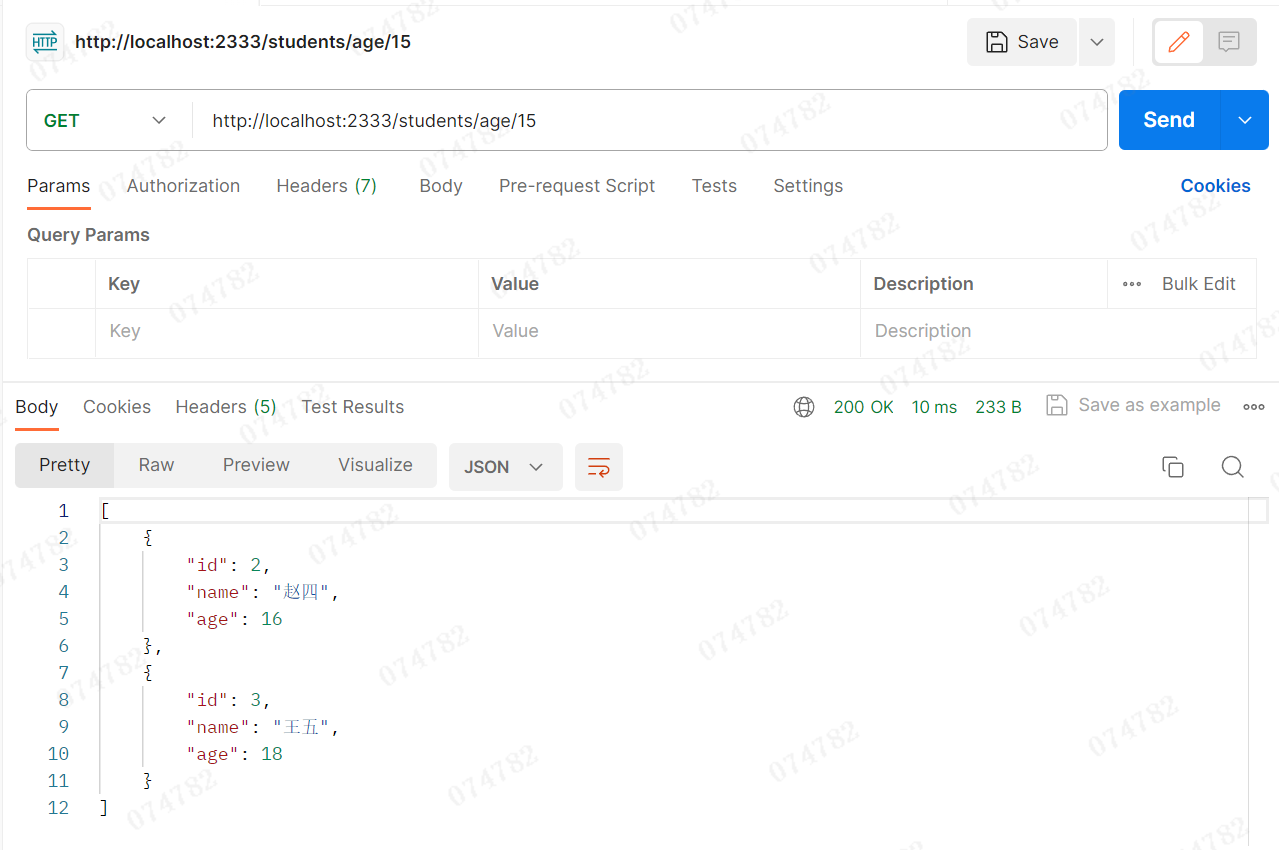 HTTP http://localhost:2333/students/age/15 Save
GET http://localhost:2333/students/age/15 Send
Params Authorization Headers (7) Body Pre-request Script Tests Settings Cookies
Query Params
Key Value Description ••• Bulk Edit
Key Value Description
Body Cookies Headers (5) Test Results 200 OK 10 ms 233 B Save as example •••
Pretty Raw Preview Visualize JSON
1 [
2 {
3 "id": 2,
4 "name": "赵四",
5 "age": 16
6 },
7 {
8 "id": 3,
9 "name": "王五",
10 "age": 18
11 }
12 ]
074782